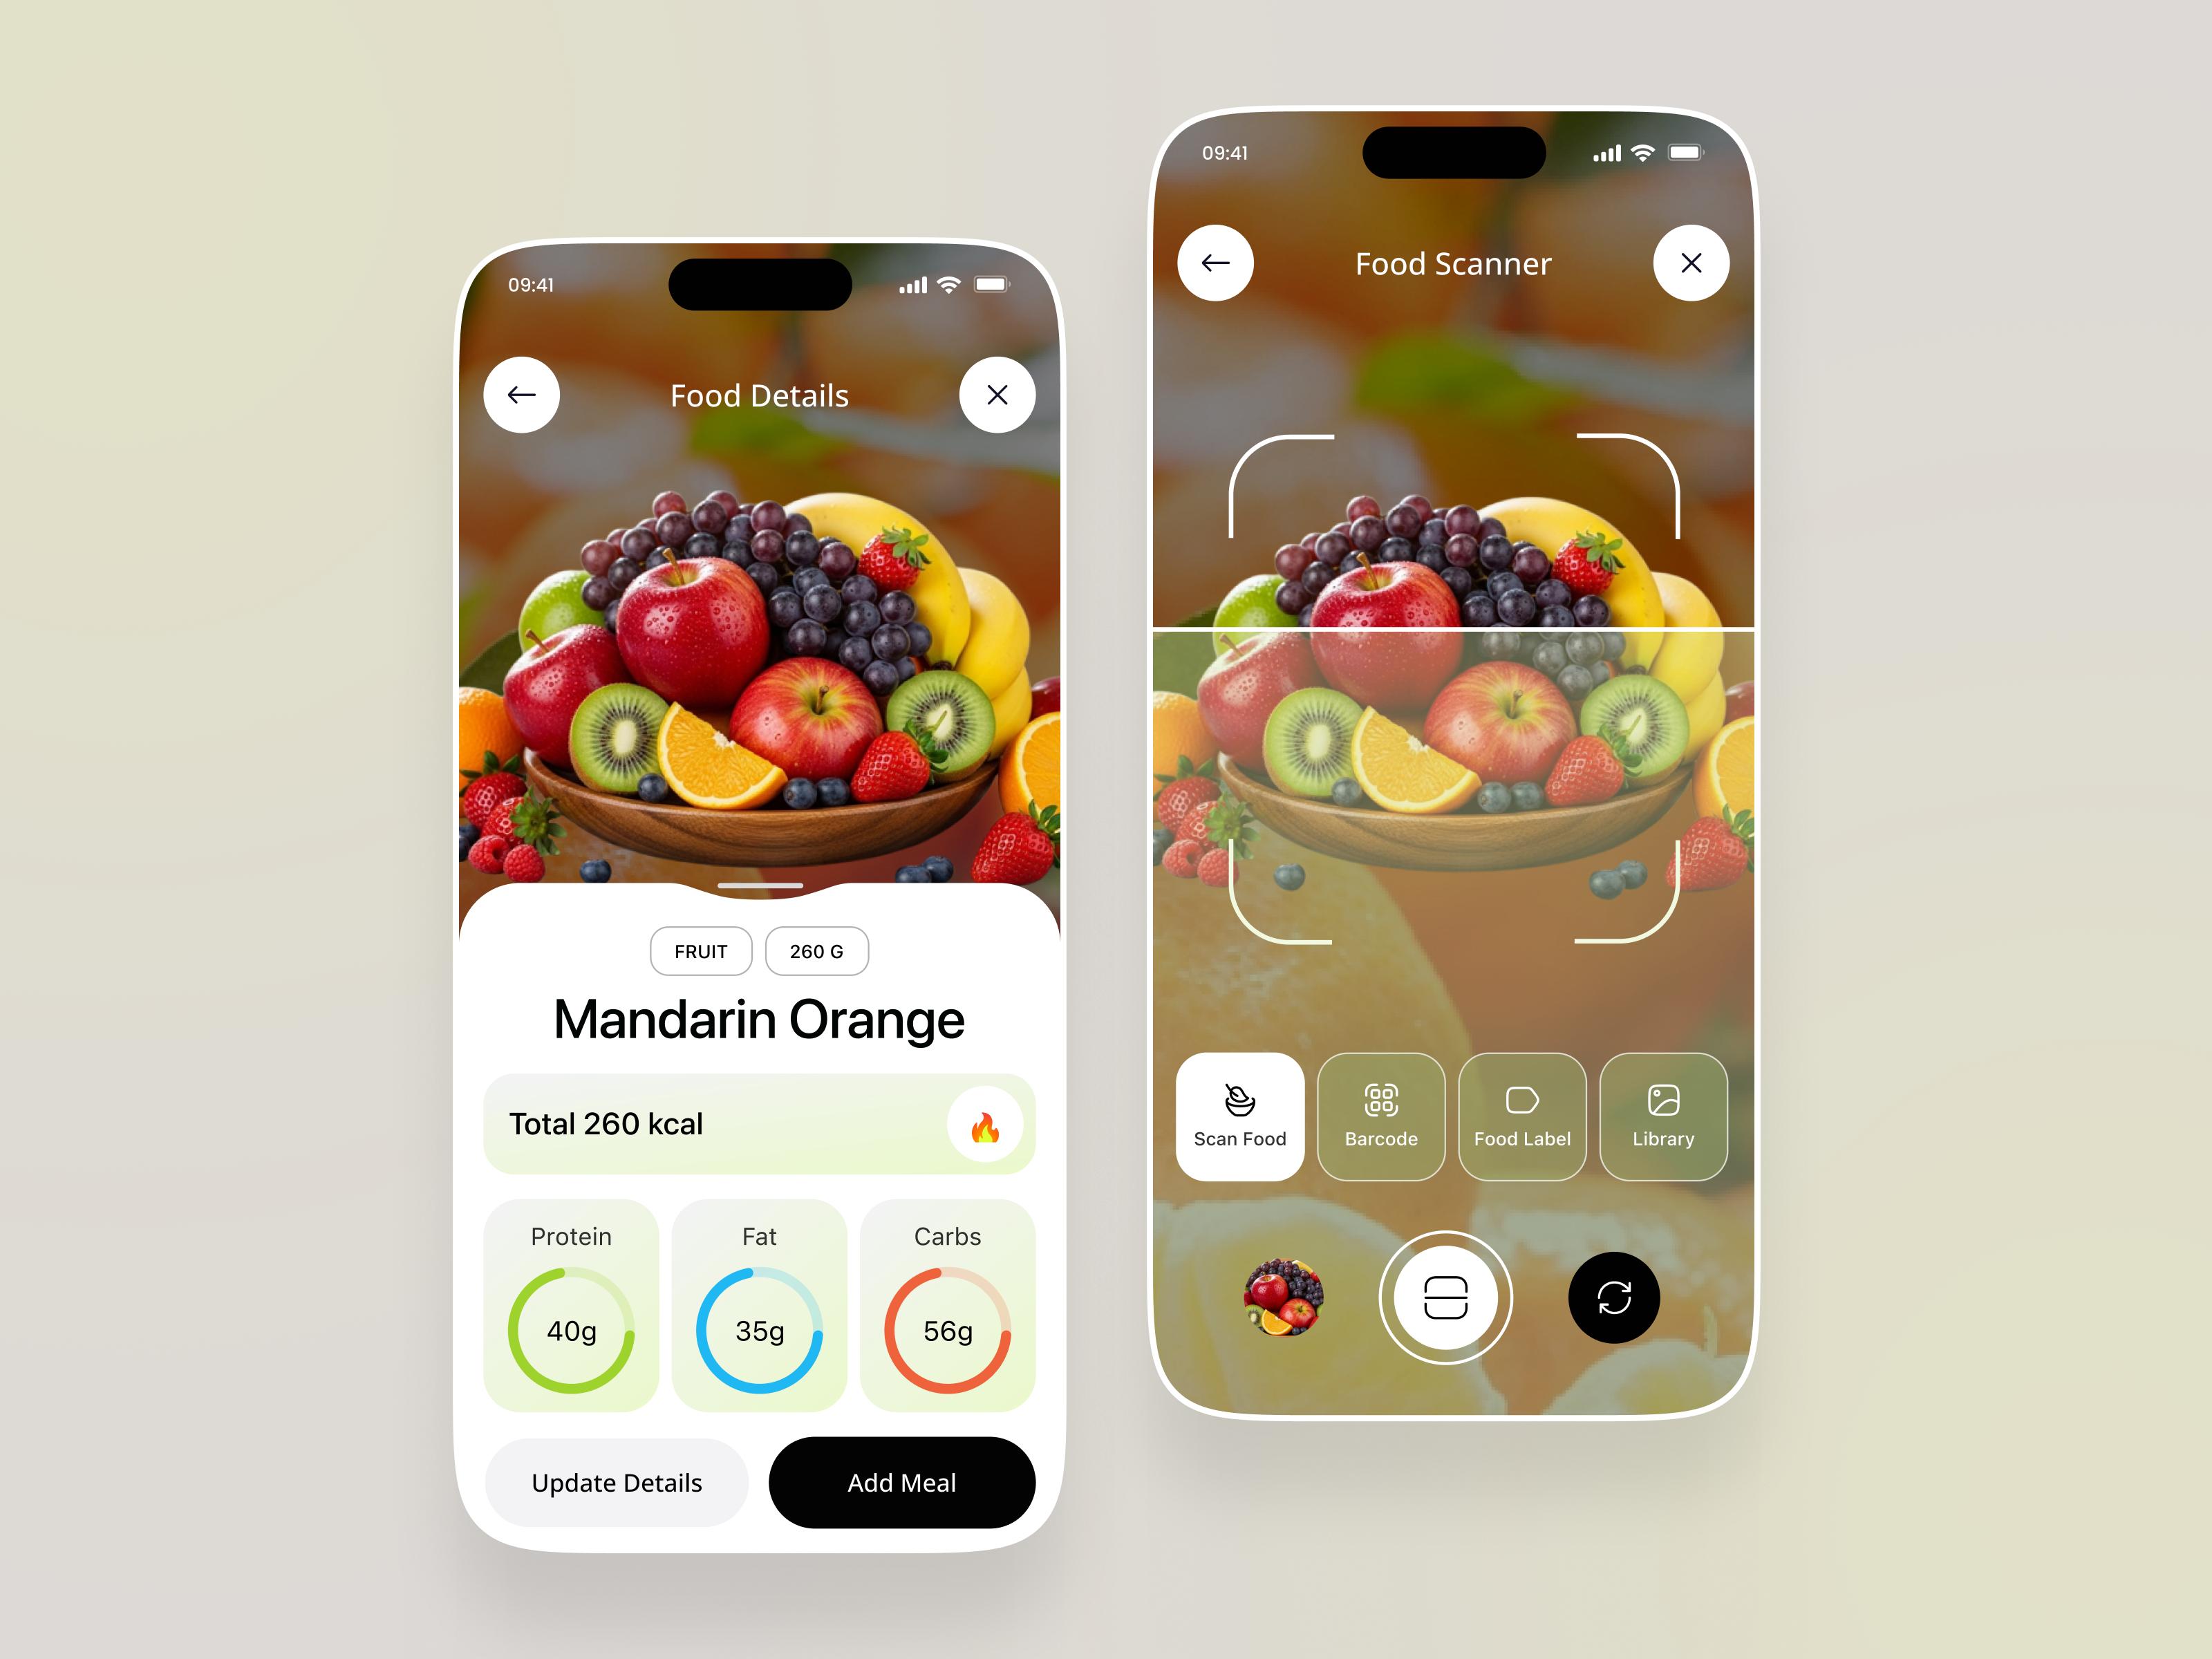 09:41
Food Details
FRUIT
260 G
Mandarin Orange
Total 260 kcal
Protein
Fat
Carbs
40g
35g
56g
Update Details
Add Meal
09:41
Food Scanner
Scan Food
Barcode
Food Label
Library